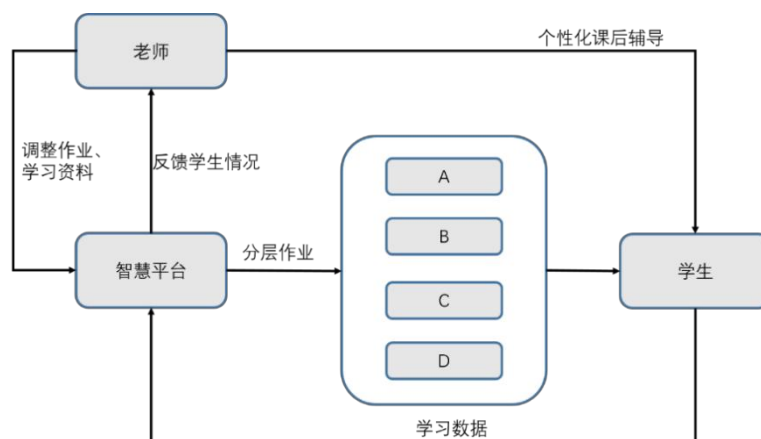 老师
个性化课后辅导
调整作业、
学习资料
反馈学生情况
A
B
智慧平台
分层作业
学生
C
D
学习数据